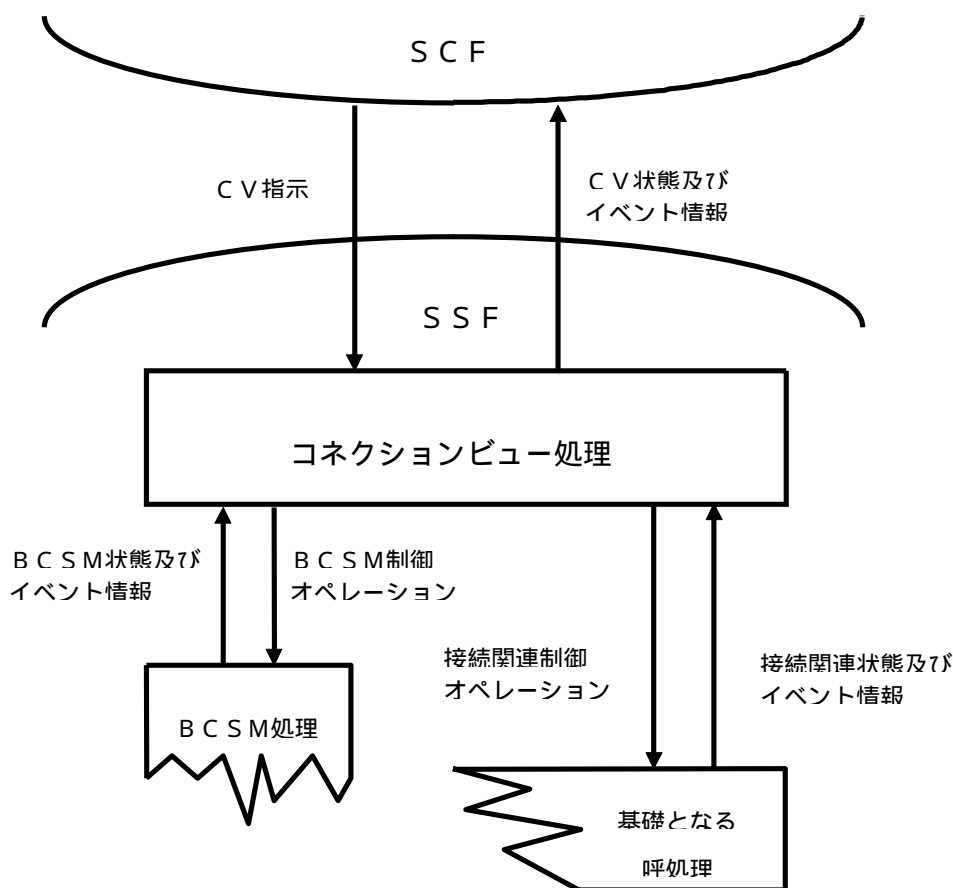 ＳＣＦ
ＣＶ指示
ＣＶ状態及び
イベント情報
ＳＳＦ
コネクションビュー処理
ＢＣＳＭ状態及び
イベント情報
ＢＣＳＭ制御
オペレーション
接続関連制御
オペレーション
接続関連状態及び
イベント情報
ＢＣＳＭ処理
基礎となる
呼処理